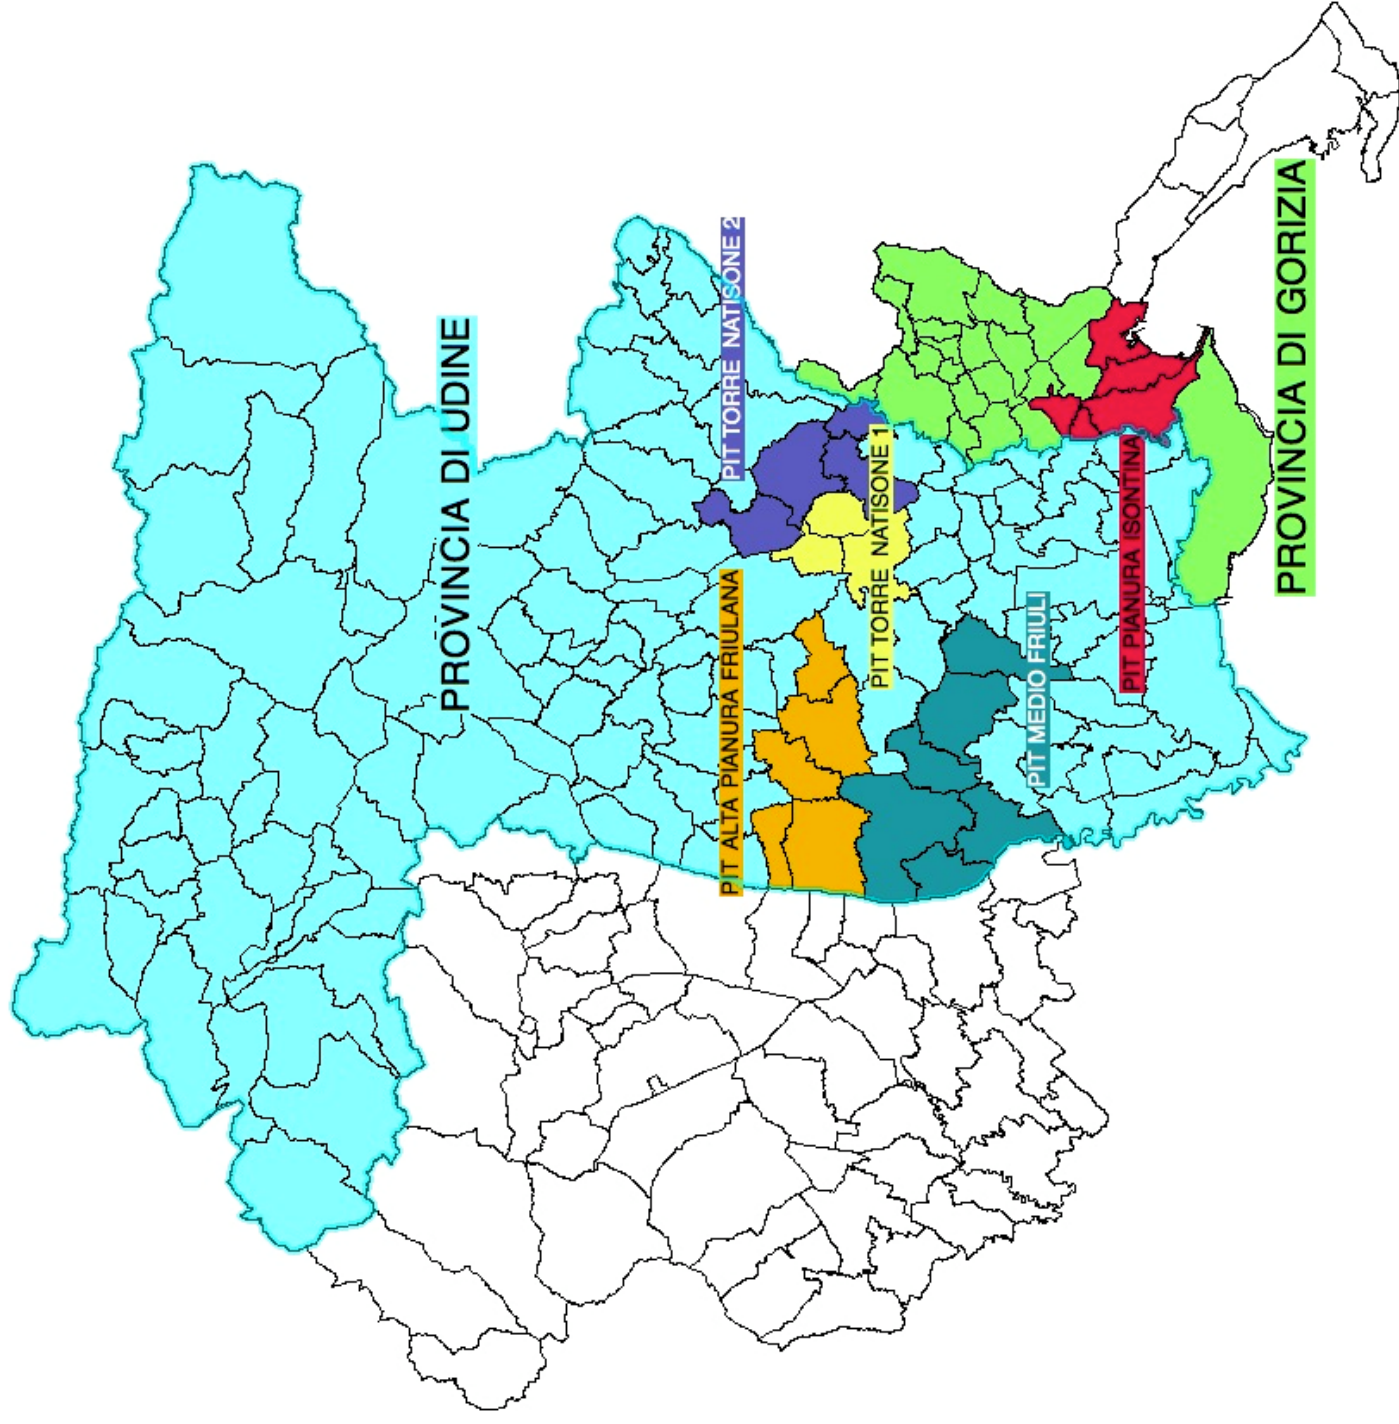 PROVINCIA DI UDINE
PIT TORRE NATISONE 2
PIT ALTA PIANURA FRIULANA
PIT TORRE NATISONE 1
PIT MEDIO FRIULI
PIT PIANURA ISONTINA
PROVINCIA DI GORIZIA